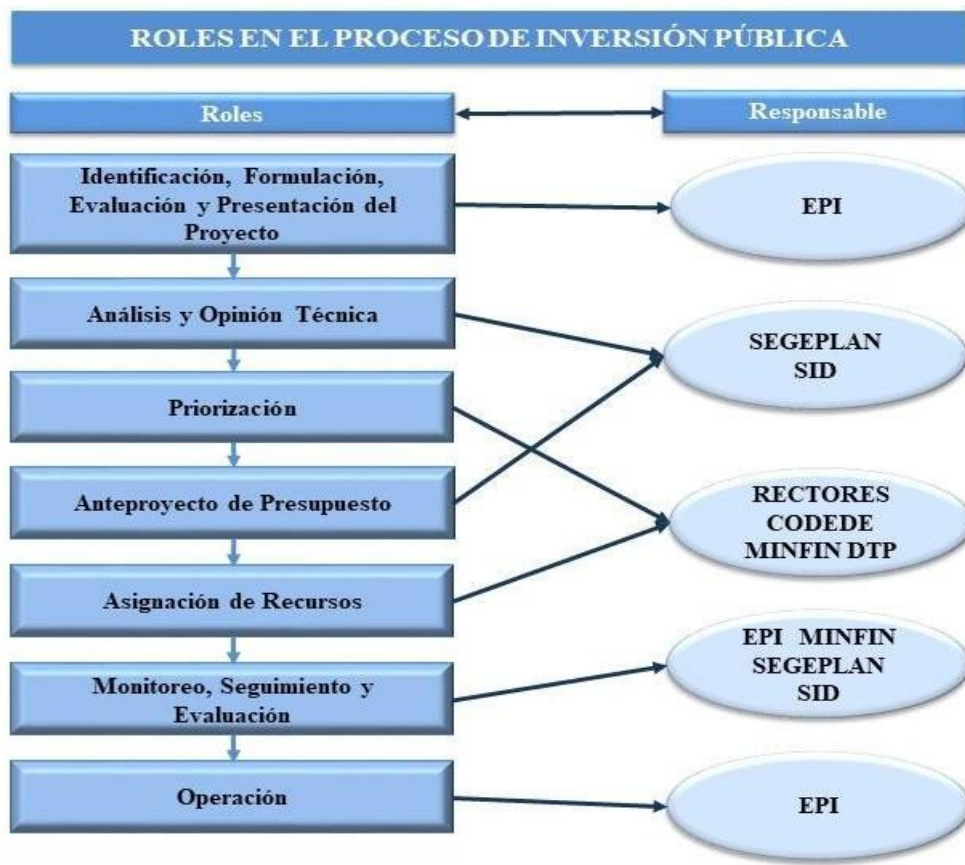 ROLES EN EL PROCESO DE INVERSIÓN PÚBLICA
Roles
Responsable
Identificación, Formulación,
Evaluación y Presentación del
Proyecto
EPI
Análisis y Opinión Técnica
SEGEPLAN
SID
Priorización
Anteproyecto de Presupuesto
RECTORES
CODEDE
MINFIN DTP
Asignación de Recursos
EPI MINFIN
SEGEPLAN
SID
Monitoreo, Seguimiento y
Evaluación
Operación
EPI